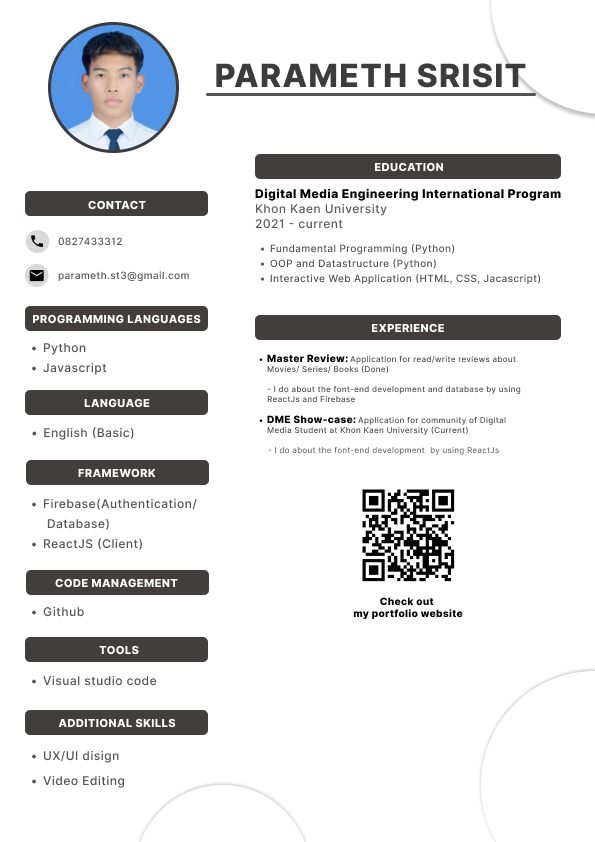 PARAMETH SRISIT
CONTACT
0827433312
parameth.st3@gmail.com
PROGRAMMING LANGUAGES
• Python
• Javascript
LANGUAGE
• English (Basic)
FRAMEWORK
• Firebase(Authentication/
Database)
• ReactJS (Client)
CODE MANAGEMENT
• Github
TOOLS
• Visual studio code
ADDITIONAL SKILLS
• UX/UI disign
• Video Editing
EDUCATION
Digital Media Engineering International Program
Khon Kaen University
2021 - current
• Fundamental Programming (Python)
• OOP and Datastructure (Python)
• Interactive Web Application (HTML, CSS, Jacascript)
EXPERIENCE
• Master Review: Application for read/write reviews about
Movies/ Series/ Books (Done)
- I do about the font-end development and database by using
ReactJs and Firebase
• DME Show-case: Application for community of Digital
Media Student at Khon Kaen University (Current)
- I do about the font-end development by using ReactJs
Check out
my portfolio website